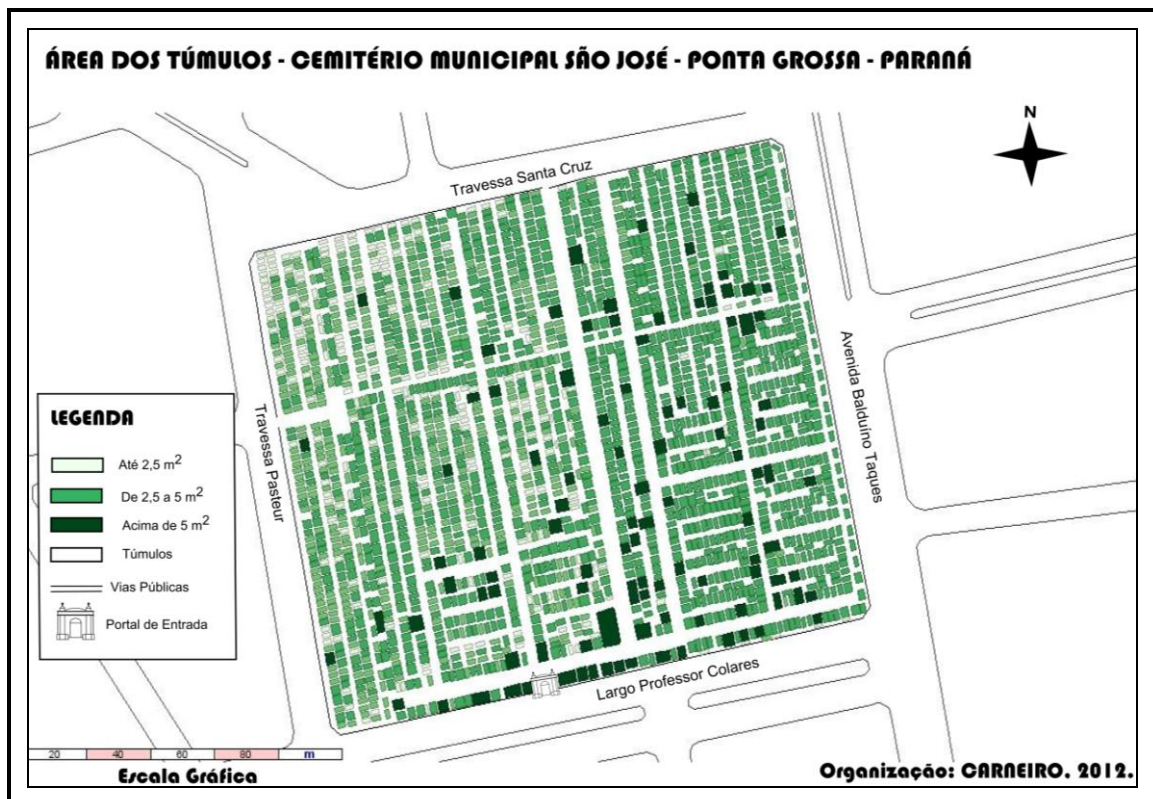 ÁREA DOS TÚMULOS - CEMITÉRIO MUNICIPAL SÃO JOSÉ - PONTA GROSSA - PARANÁ
N
Travessa Santa Cruz
Avenida Balduíno Taques
Travessa Pasteur
Largo Professor Colares
LEGENDA
Até 2,5 m²
De 2,5 a 5 m²
Acima de 5 m²
Túmulos
Vias Públicas
Portal de Entrada
20 40 60 80 m
Escala Gráfica
Organização: CARNEIRO. 2012.